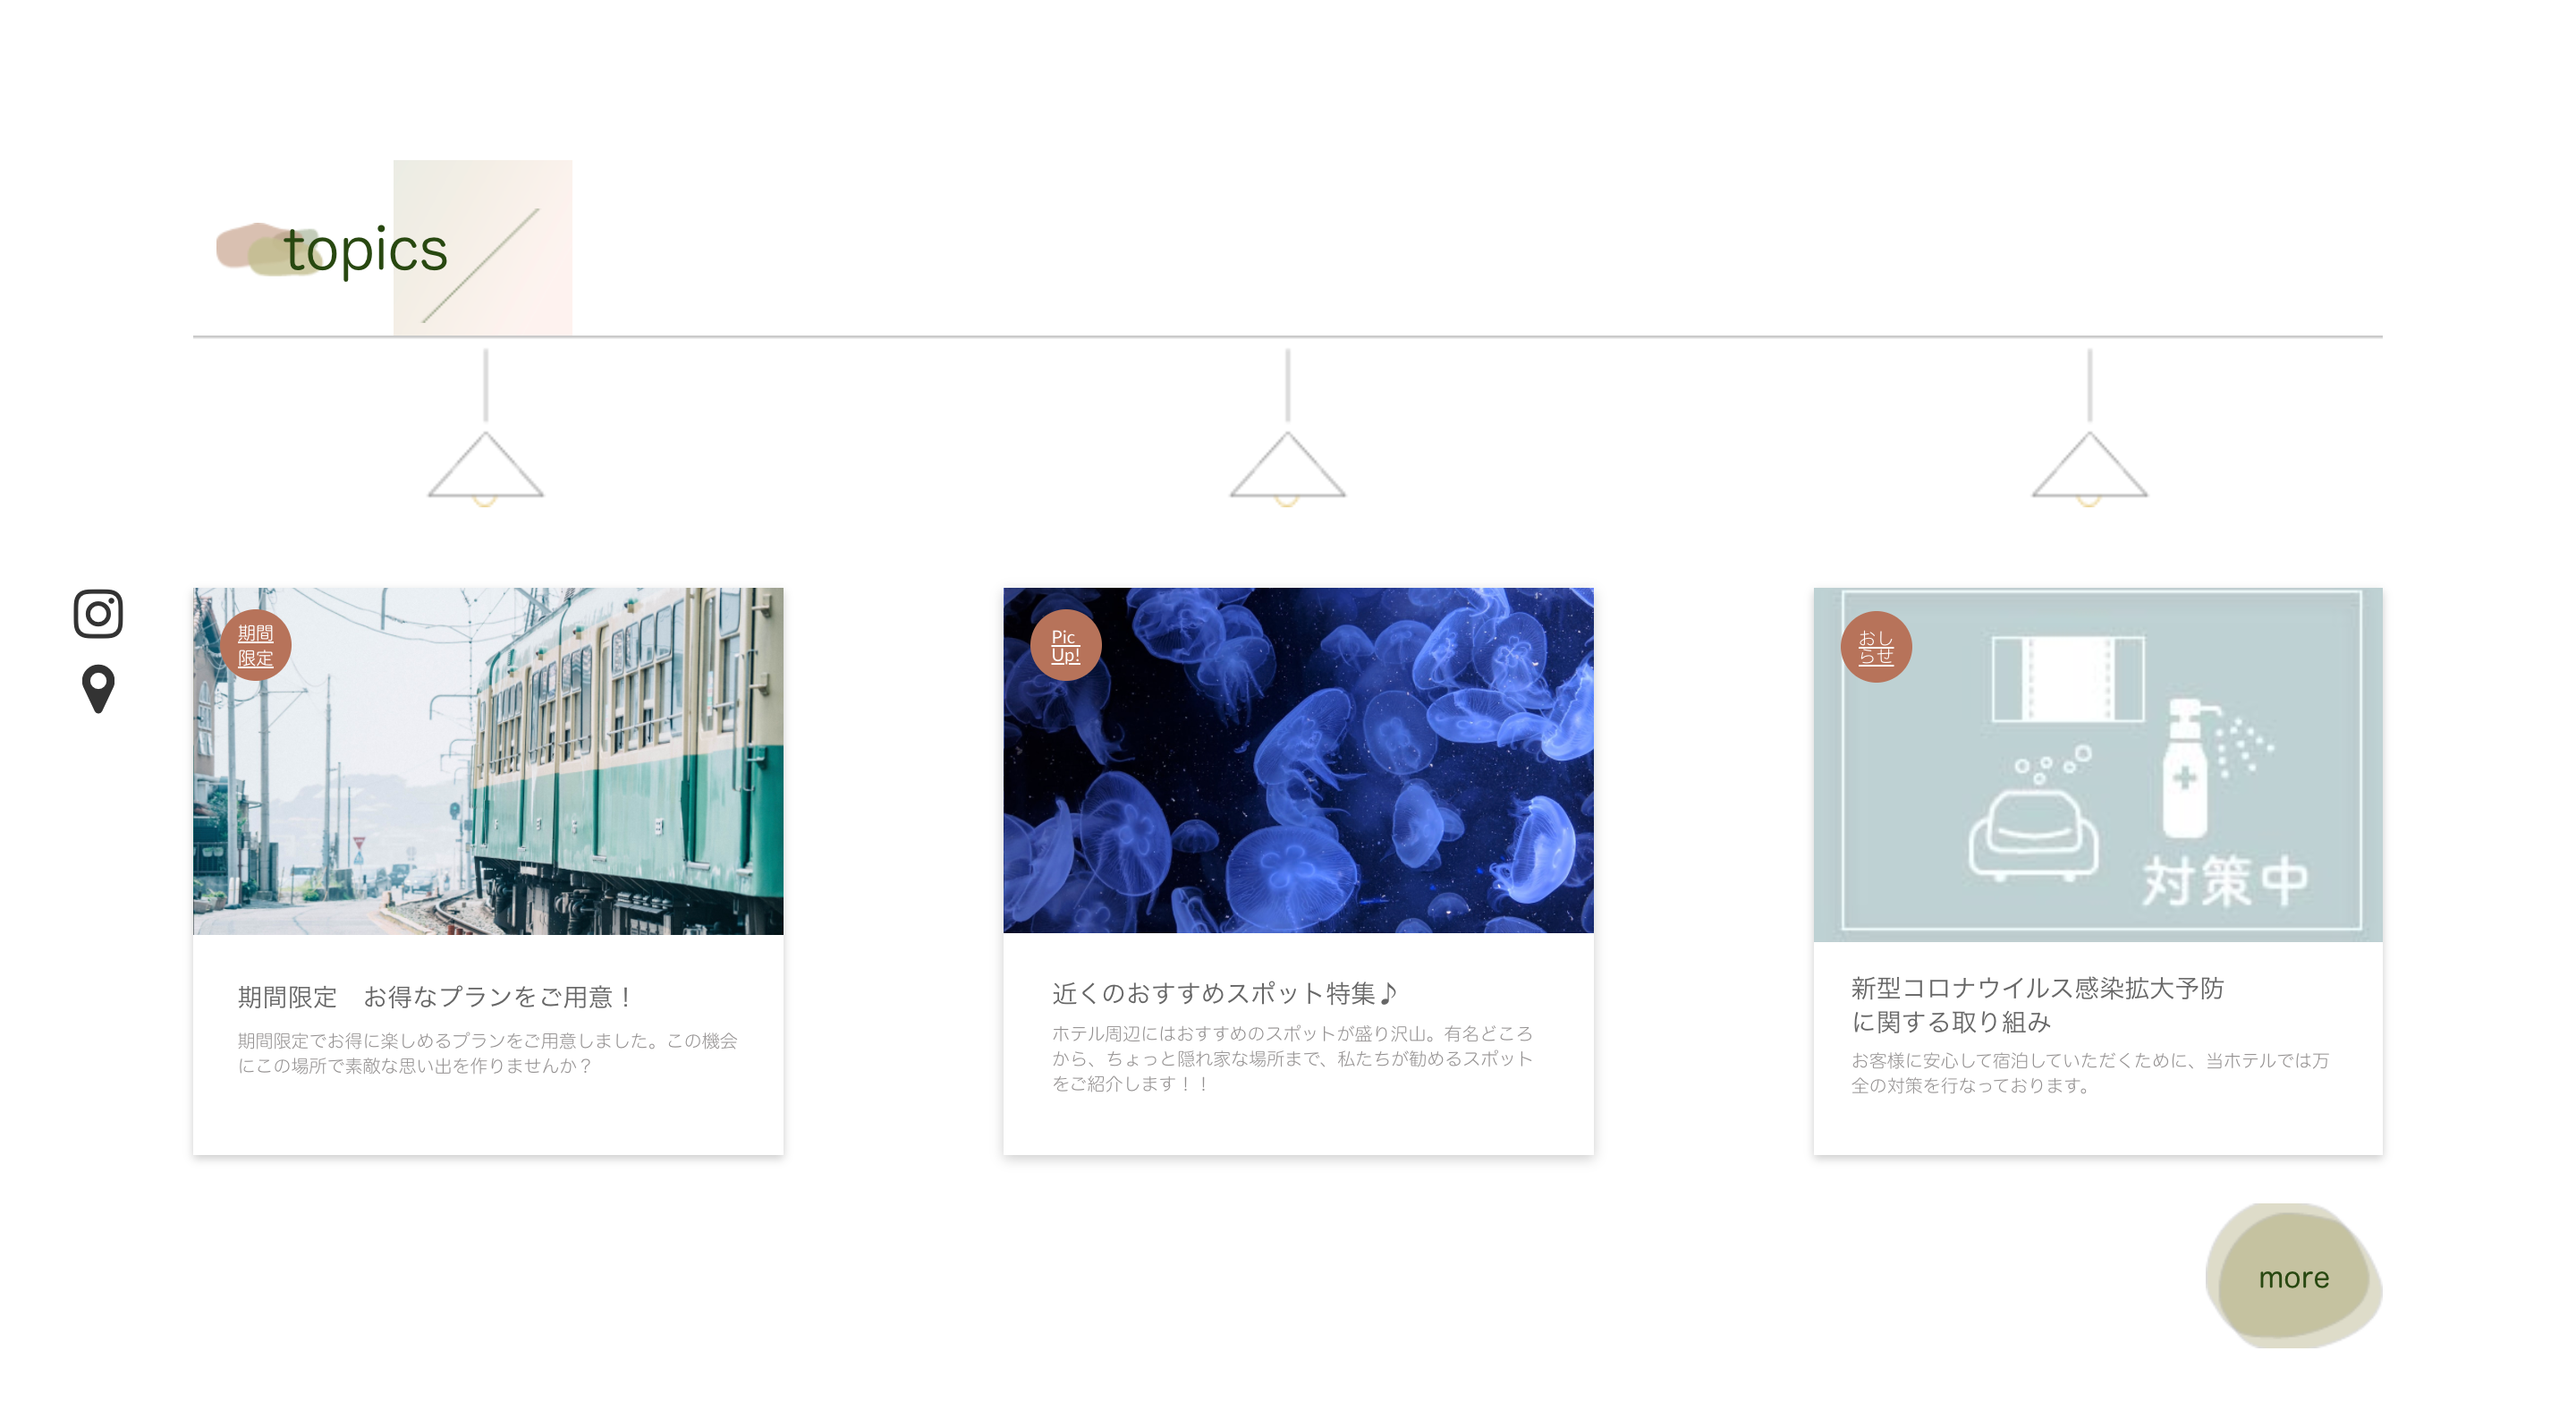 topics
期間
限定
期間限定　お得なプランをご用意！
期間限定でお得に楽しめるプランをご用意しました。この機会
にこの場所で素敵な思い出を作りませんか？
Pic
Up!
近くのおすすめスポット特集♪
ホテル周辺にはおすすめのスポットが盛り沢山。有名どころ
から、ちょっと隠れ家な場所まで、私たちが勧めるスポット
をご紹介します！！
おし
らせ
対策中
新型コロナウイルス感染拡大予防
に関する取り組み
お客様に安心して宿泊していただくために、当ホテルでは万
全の対策を行なっております。
more